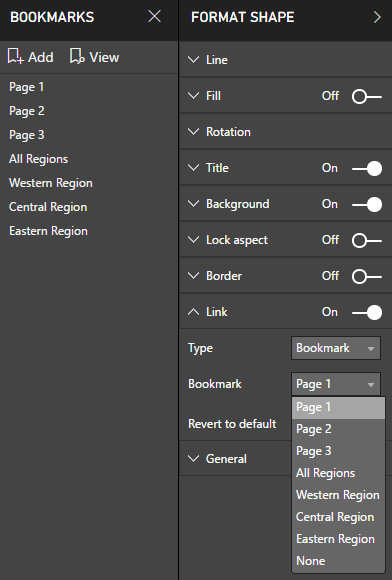 BOOKMARKS
Add View
Page 1
Page 2
Page 3
All Regions
Western Region
Central Region
Eastern Region
FORMAT SHAPE
Line
Fill Off
Rotation
Title On
Background On
Lock aspect Off
Border Off
Link On
Type Bookmark
Bookmark Page 1
Page 1
Page 2
Page 3
All Regions
Western Region
Central Region
Eastern Region
None
Revert to default
General